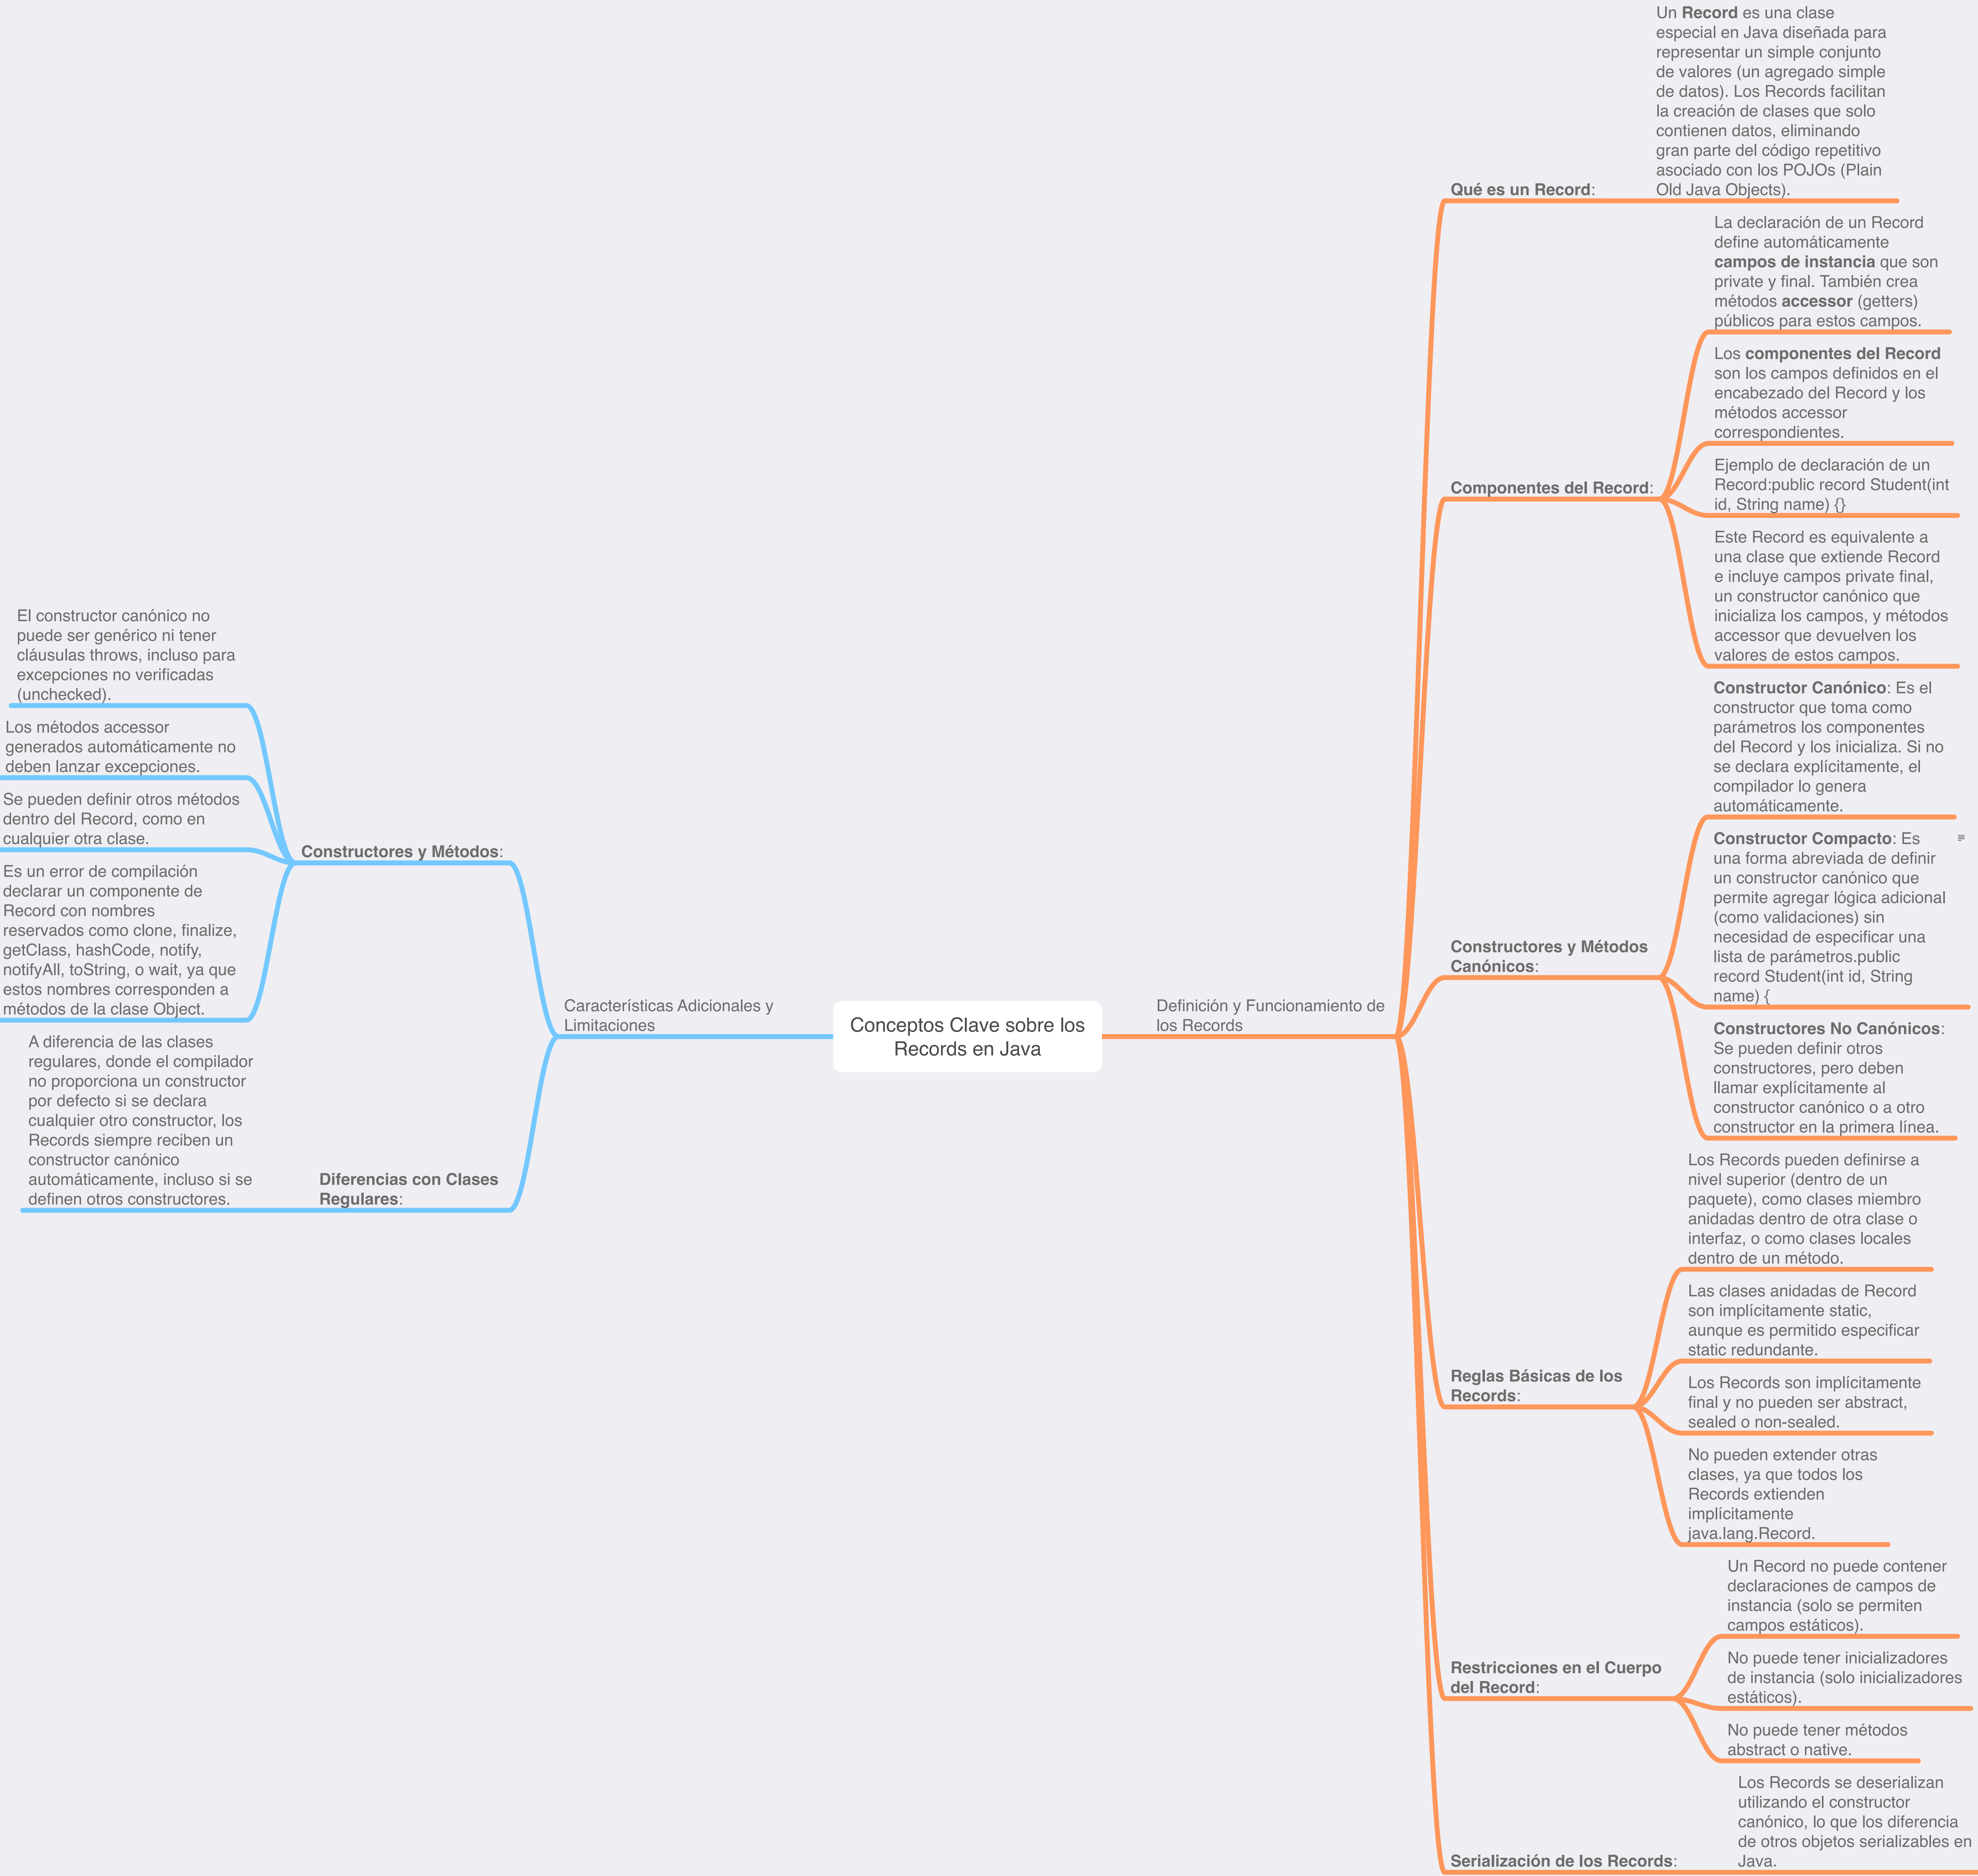 Conceptos Clave sobre los
Records en Java
Definición y Funcionamiento de
los Records
Qué es un Record:
Un Record es una clase
especial en Java diseñada para
representar un simple conjunto
de valores (un agregado simple
de datos). Los Records facilitan
la creación de clases que solo
contienen datos, eliminando
gran parte del código repetitivo
asociado con los POJOs (Plain
Old Java Objects).
Componentes del Record:
La declaración de un Record
define automáticamente
campos de instancia que son
private y final. También crea
métodos accessor (getters)
públicos para estos campos.
Los componentes del Record
son los campos definidos en el
encabezado del Record y los
métodos accessor
correspondientes.
Ejemplo de declaración de un
Record:public record Student(int
id, String name) {}
Este Record es equivalente a
una clase que extiende Record
e incluye campos private final,
un constructor canónico que
inicializa los campos, y métodos
accessor que devuelven los
valores de estos campos.
Constructores y Métodos
Canónicos:
Constructor Canónico: Es el
constructor que toma como
parámetros los componentes
del Record y los inicializa. Si no
se declara explícitamente, el
compilador lo genera
automáticamente.
Constructor Compacto: Es
una forma abreviada de definir
un constructor canónico que
permite agregar lógica adicional
(como validaciones) sin
necesidad de especificar una
lista de parámetros.public
record Student(int id, String
name) {
Constructores No Canónicos:
Se pueden definir otros
constructores, pero deben
llamar explícitamente al
constructor canónico o a otro
constructor en la primera línea.
Reglas Básicas de los
Records:
Los Records pueden definirse a
nivel superior (dentro de un
paquete), como clases miembro
anidadas dentro de otra clase o
interfaz, o como clases locales
dentro de un método.
Las clases anidadas de Record
son implícitamente static,
aunque es permitido especificar
static redundante.
Los Records son implícitamente
final y no pueden ser abstract,
sealed o non-sealed.
No pueden extender otras
clases, ya que todos los
Records extienden
implícitamente
java.lang.Record.
Restricciones en el Cuerpo
del Record:
Un Record no puede contener
declaraciones de campos de
instancia (solo se permiten
campos estáticos).
No puede tener inicializadores
de instancia (solo inicializadores
estáticos).
No puede tener métodos
abstract o native.
Serialización de los Records:
Los Records se deserializan
utilizando el constructor
canónico, lo que los diferencia
de otros objetos serializables en
Java.
Características Adicionales y
Limitaciones
Constructores y Métodos:
El constructor canónico no
puede ser genérico ni tener
cláusulas throws, incluso para
excepciones no verificadas
(unchecked).
Los métodos accessor
generados automáticamente no
deben lanzar excepciones.
Se pueden definir otros métodos
dentro del Record, como en
cualquier otra clase.
Es un error de compilación
declarar un componente de
Record con nombres
reservados como clone, finalize,
getClass, hashCode, notify,
notifyAll, toString, o wait, ya que
estos nombres corresponden a
métodos de la clase Object.
Diferencias con Clases
Regulares:
A diferencia de las clases
regulares, donde el compilador
no proporciona un constructor
por defecto si se declara
cualquier otro constructor, los
Records siempre reciben un
constructor canónico
automáticamente, incluso si se
definen otros constructores.